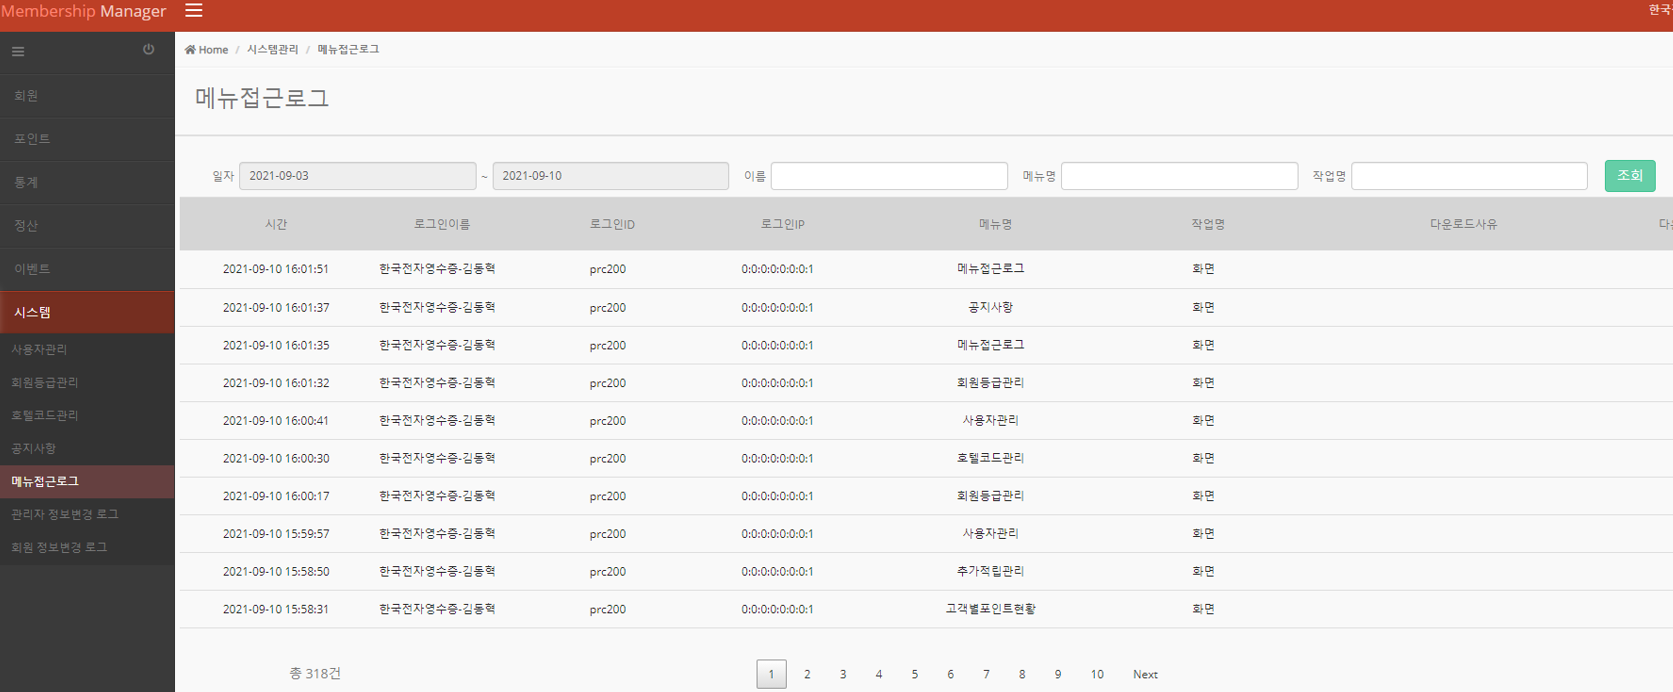 Membership Manager
한국
Home / 시스템관리 / 메뉴접근로그
회원
포인트
통계
정산
이벤트
시스템
사용자관리
회원등급관리
호텔코드관리
공지사항
메뉴접근로그
관리자 정보변경 로그
회원 정보변경 로그
메뉴접근로그
일자 2021-09-03 ~ 2021-09-10 이름 메뉴명 작업명 조회
시간 로그인이름 로그인ID 로그인IP 메뉴명 작업명 다운로드사유
2021-09-10 16:01:51 한국전자영수증-김동혁 prc200 0:0:0:0:0:0:0:1 메뉴접근로그 화면
2021-09-10 16:01:37 한국전자영수증-김동혁 prc200 0:0:0:0:0:0:0:1 공지사항 화면
2021-09-10 16:01:35 한국전자영수증-김동혁 prc200 0:0:0:0:0:0:0:1 메뉴접근로그 화면
2021-09-10 16:01:32 한국전자영수증-김동혁 prc200 0:0:0:0:0:0:0:1 회원등급관리 화면
2021-09-10 16:00:41 한국전자영수증-김동혁 prc200 0:0:0:0:0:0:0:1 사용자관리 화면
2021-09-10 16:00:30 한국전자영수증-김동혁 prc200 0:0:0:0:0:0:0:1 호텔코드관리 화면
2021-09-10 16:00:17 한국전자영수증-김동혁 prc200 0:0:0:0:0:0:0:1 회원등급관리 화면
2021-09-10 15:59:57 한국전자영수증-김동혁 prc200 0:0:0:0:0:0:0:1 사용자관리 화면
2021-09-10 15:58:50 한국전자영수증-김동혁 prc200 0:0:0:0:0:0:0:1 추가적립관리 화면
2021-09-10 15:58:31 한국전자영수증-김동혁 prc200 0:0:0:0:0:0:0:1 고객별포인트현황 화면
총 318건 1 2 3 4 5 6 7 8 9 10 Next